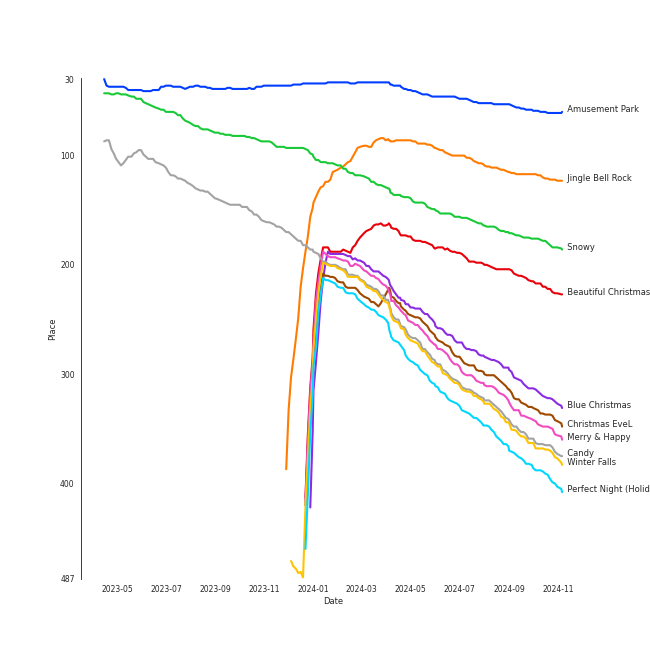 30
100
200
300
400
487
Place
2023-05
2023-07
2023-09
2023-11
2024-01
2024-03
2024-05
2024-07
2024-09
2024-11
Date
Amusement Park
Jingle Bell Rock
Snowy
Beautiful Christmas
Blue Christmas
Christmas EveL
Merry & Happy
Candy
Winter Falls
Perfect Night (Holid